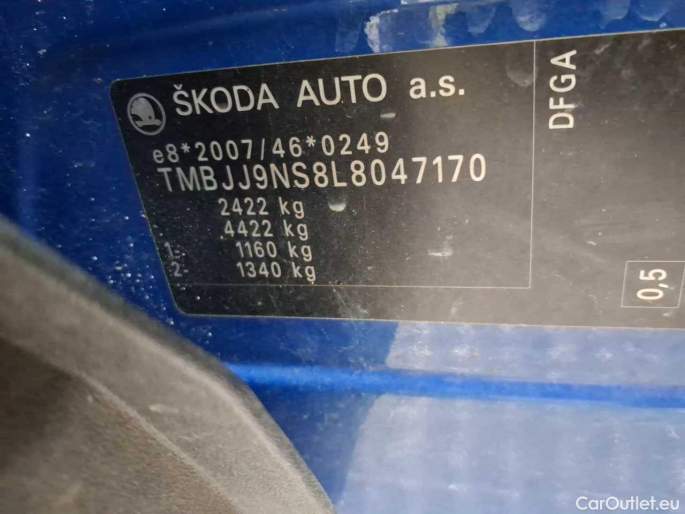 ŠKODA AUTO a.s.
e8*2007/46*0249
TMBJJ9NS8L8047170
2422 kg
4422 kg
1. 1160 kg
2. 1340 kg
DFGA
0,5
CarOutlet.eu